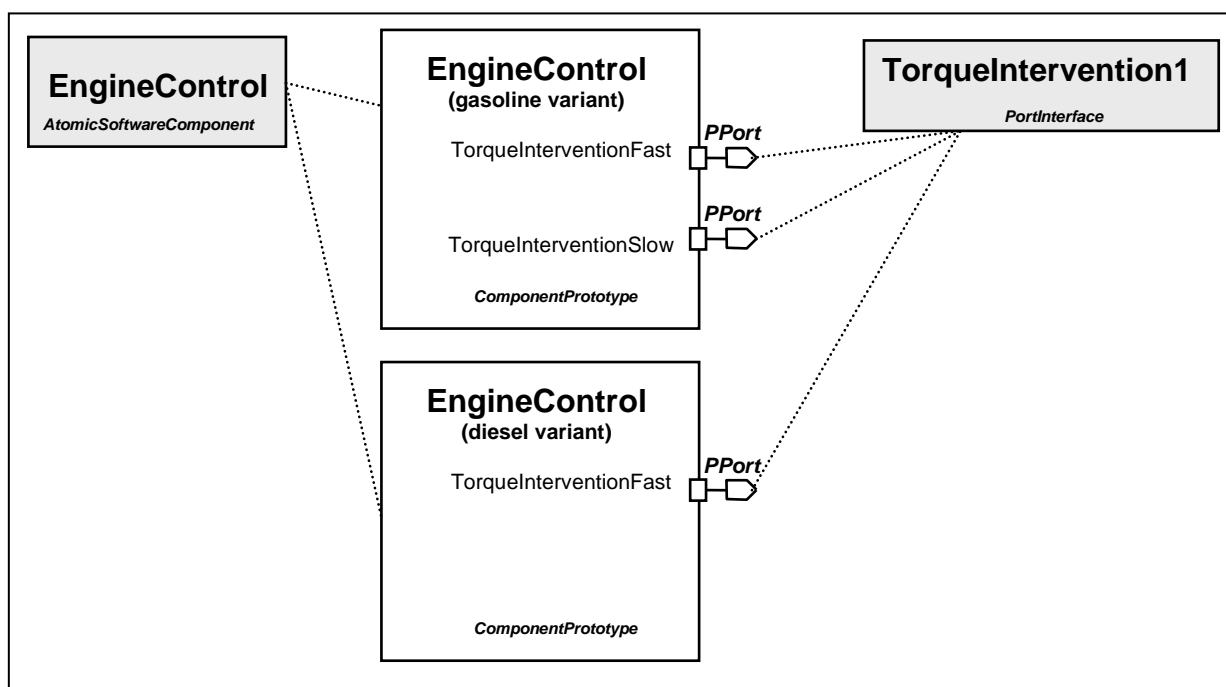 EngineControl
AtomicSoftwareComponent
EngineControl
(gasoline variant)
TorqueInterventionFast
PPort
TorqueInterventionSlow
PPort
ComponentPrototype
TorqueIntervention1
PortInterface
EngineControl
(diesel variant)
TorqueInterventionFast
PPort
ComponentPrototype